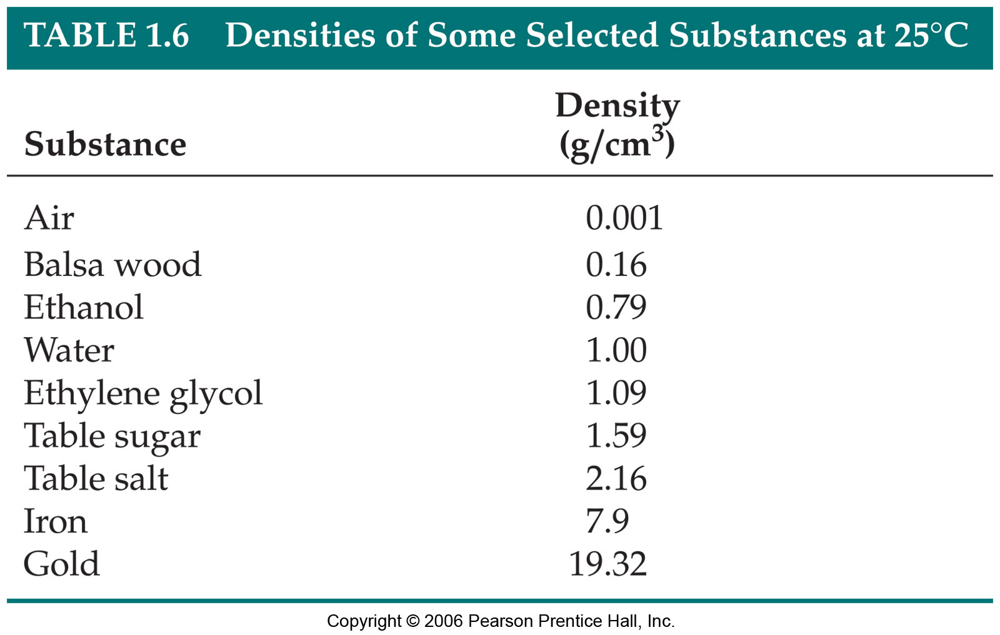 TABLE 1.6 Densities of Some Selected Substances at 25°C
Density
Substance (g/cm³)
Air 0.001
Balsa wood 0.16
Ethanol 0.79
Water 1.00
Ethylene glycol 1.09
Table sugar 1.59
Table salt 2.16
Iron 7.9
Gold 19.32
Copyright © 2006 Pearson Prentice Hall, Inc.